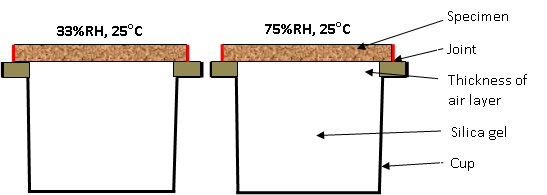 33%RH, 25°C
75%RH, 25°C
Specimen
Joint
Thickness of
air layer
Silica gel
Cup